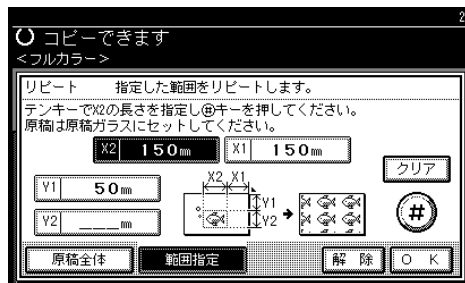 2
コピーできます
<フルカラー>
リピート 指定した範囲をリピートします。
テンキーでX2の長さを指定し#キーを押してください。
原稿は原稿ガラスにセットしてください。
X2 150mm X1 150mm
クリア
Y1 50mm
X2 X1
Y1
Y2
Y2 ___mm
#
原稿全体 範囲指定 解除 OK